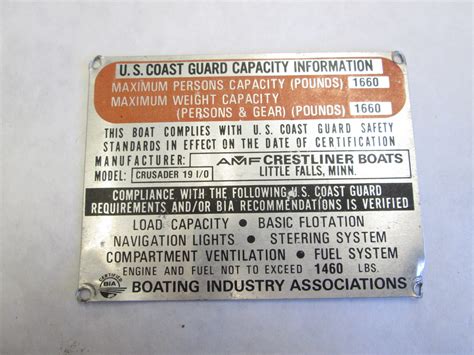 U.S. COAST GUARD CAPACITY INFORMATION
MAXIMUM PERSONS CAPACITY (POUNDS) 1660
MAXIMUM WEIGHT CAPACITY
(PERSONS & GEAR) (POUNDS) 1660
THIS BOAT COMPLIES WITH U.S. COAST GUARD SAFETY
STANDARDS IN EFFECT ON THE DATE OF CERTIFICATION
MANUFACTURER: AMF CRESTLINER BOATS
MODEL: CRUSADER 19 I/O LITTLE FALLS, MINN.
COMPLIANCE WITH THE FOLLOWING U.S. COAST GUARD
REQUIREMENTS AND/OR BIA RECOMMENDATIONS IS VERIFIED
LOAD CAPACITY • BASIC FLOTATION
NAVIGATION LIGHTS • STEERING SYSTEM
COMPARTMENT VENTILATION • FUEL SYSTEM
ENGINE AND FUEL NOT TO EXCEED 1460 LBS.
CERTIFIED BIA BOATING INDUSTRY ASSOCIATIONS